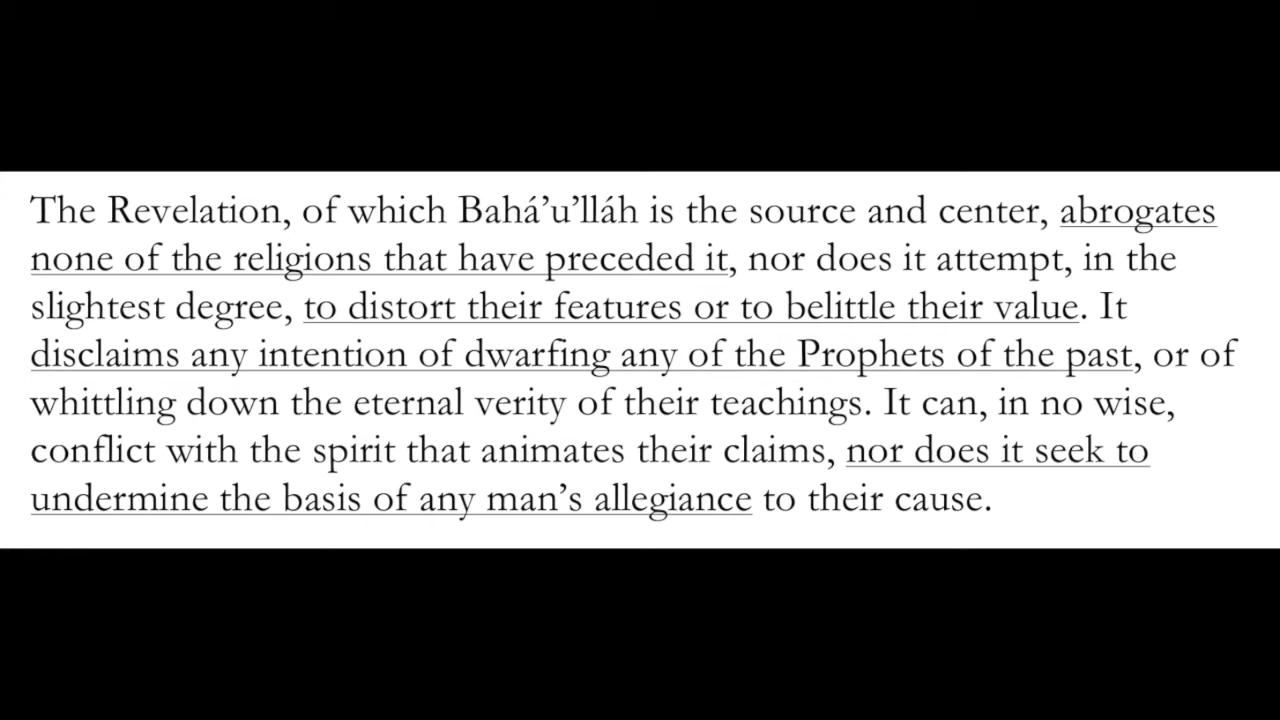 The Revelation, of which Bahá’u’lláh is the source and center, abrogates
none of the religions that have preceded it, nor does it attempt, in the
slightest degree, to distort their features or to belittle their value. It
disclaims any intention of dwarfing any of the Prophets of the past, or of
whittling down the eternal verity of their teachings. It can, in no wise,
conflict with the spirit that animates their claims, nor does it seek to
undermine the basis of any man’s allegiance to their cause.